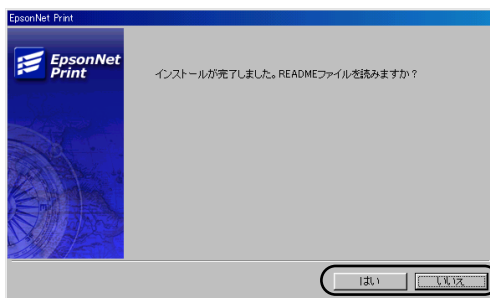 EpsonNet Print
EpsonNet
Print
インストールが完了しました。READMEファイルを読みますか？
はい
いいえ